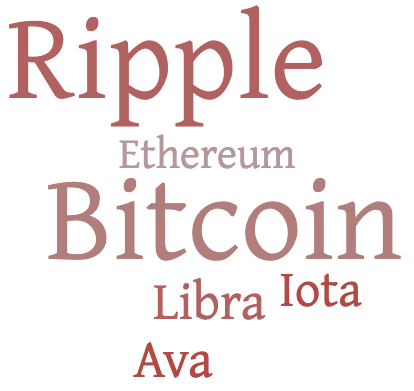 Ripple
Ethereum
Bitcoin
Libra
Iota
Ava